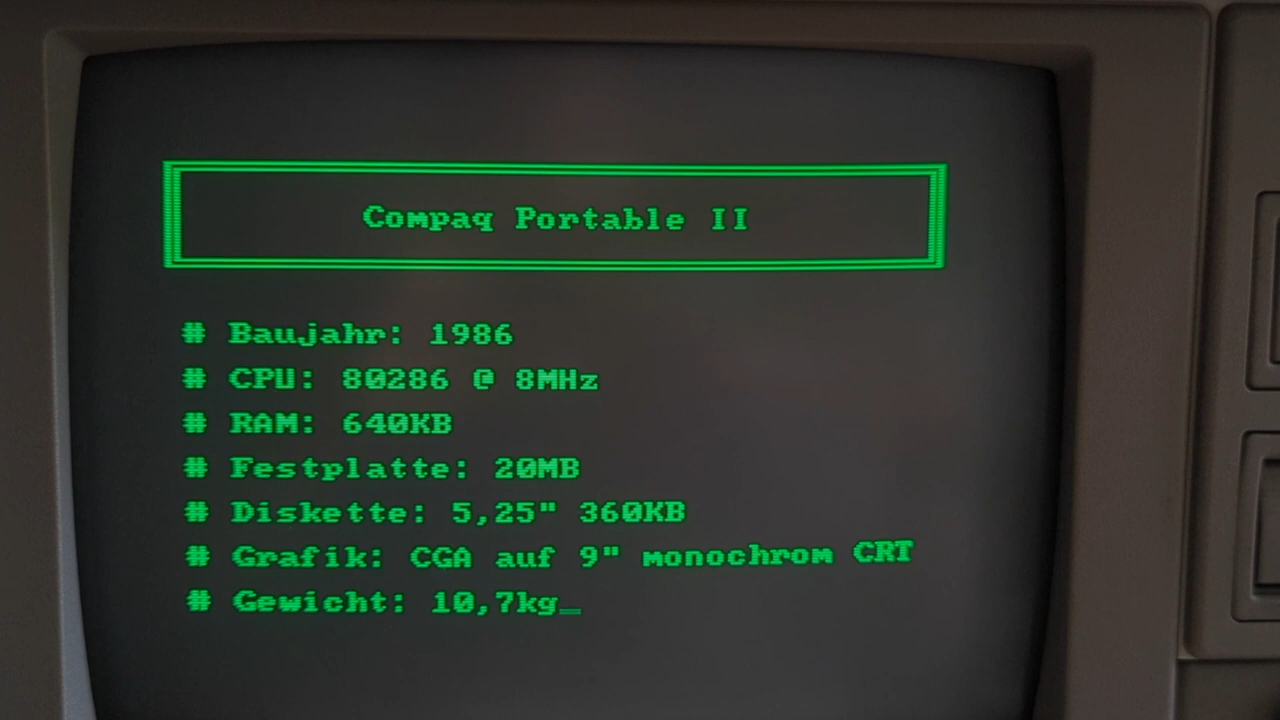 Compaq Portable II
# Baujahr: 1986
# CPU: 80286 @ 8MHz
# RAM: 640KB
# Festplatte: 20MB
# Diskette: 5,25" 360KB
# Grafik: CGA auf 9" monochrom CRT
# Gewicht: 10,7kg_